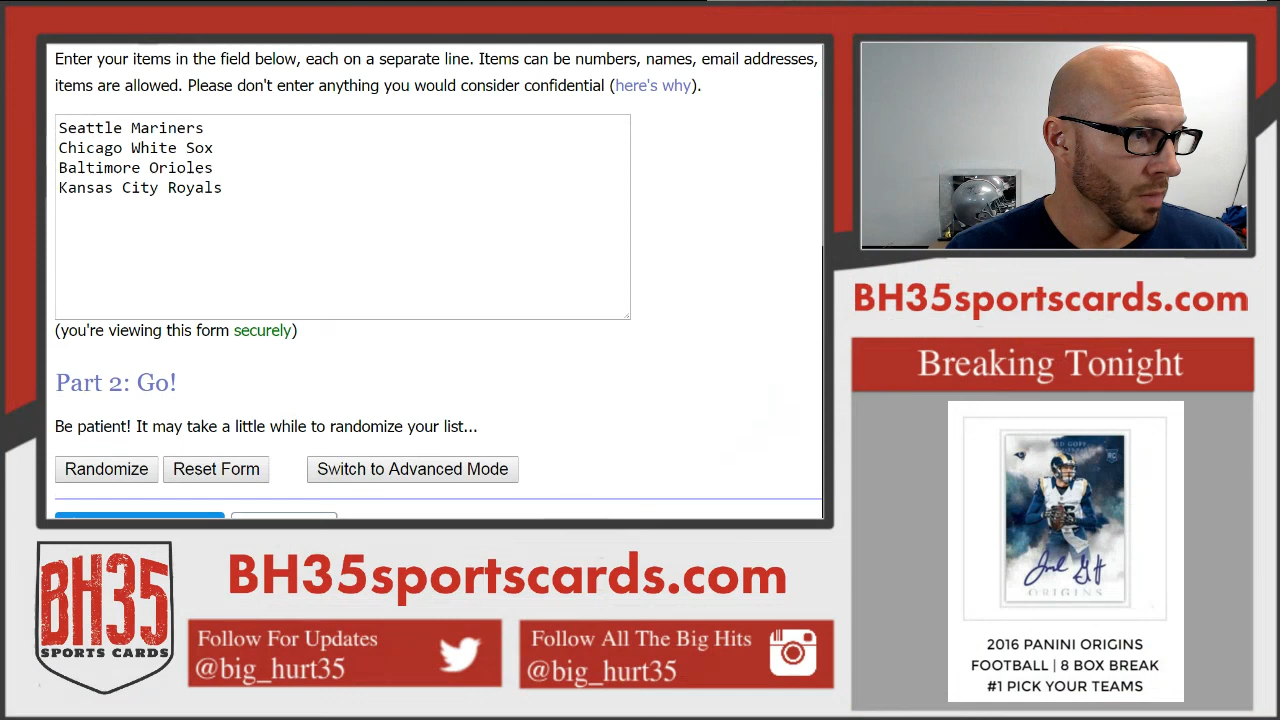 Enter your items in the field below, each on a separate line. Items can be numbers, names, email addresses,
items are allowed. Please don't enter anything you would consider confidential (here's why).
Seattle Mariners
Chicago White Sox
Baltimore Orioles
Kansas City Royals
(you're viewing this form securely)
Part 2: Go!
Be patient! It may take a little while to randomize your list...
Randomize
Reset Form
Switch to Advanced Mode
BH35sportscards.com
Breaking Tonight
ORIGINS
2016 PANINI ORIGINS
FOOTBALL | 8 BOX BREAK
#1 PICK YOUR TEAMS
BH35
SPORTS CARDS
BH35sportscards.com
Follow For Updates
@big_hurt35
Follow All The Big Hits
@big_hurt35